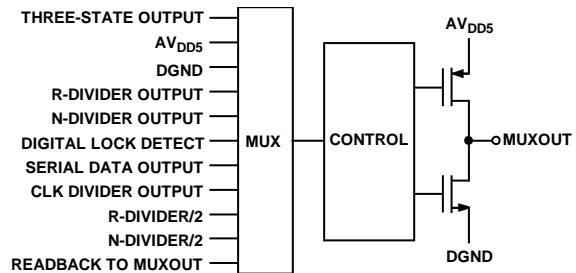 THREE-STATE OUTPUT
AVDD5
DGND
R-DIVIDER OUTPUT
N-DIVIDER OUTPUT
DIGITAL LOCK DETECT
SERIAL DATA OUTPUT
CLK DIVIDER OUTPUT
R-DIVIDER/2
N-DIVIDER/2
READBACK TO MUXOUT
MUX
CONTROL
AVDD5
MUXOUT
DGND